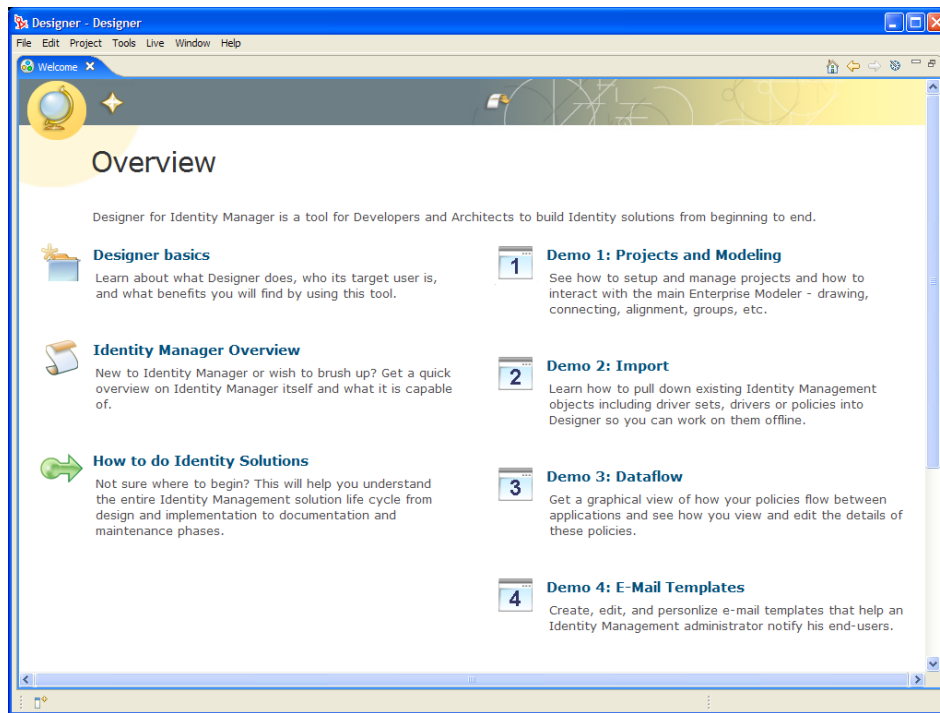 Designer - Designer
File Edit Project Tools Live Window Help
Welcome
Overview
Designer for Identity Manager is a tool for Developers and Architects to build Identity solutions from beginning to end.
Designer basics
Learn about what Designer does, who its target user is,
and what benefits you will find by using this tool.
Identity Manager Overview
New to Identity Manager or wish to brush up? Get a quick
overview on Identity Manager itself and what it is capable
of.
How to do Identity Solutions
Not sure where to begin? This will help you understand
the entire Identity Management solution life cycle from
design and implementation to documentation and
maintenance phases.
1
Demo 1: Projects and Modeling
See how to setup and manage projects and how to
interact with the main Enterprise Modeler - drawing,
connecting, alignment, groups, etc.
2
Demo 2: Import
Learn how to pull down existing Identity Management
objects including driver sets, drivers or policies into
Designer so you can work on them offline.
3
Demo 3: Dataflow
Get a graphical view of how your policies flow between
applications and see how you view and edit the details of
these policies.
4
Demo 4: E-Mail Templates
Create, edit, and personlize e-mail templates that help an
Identity Management administrator notify his end-users.